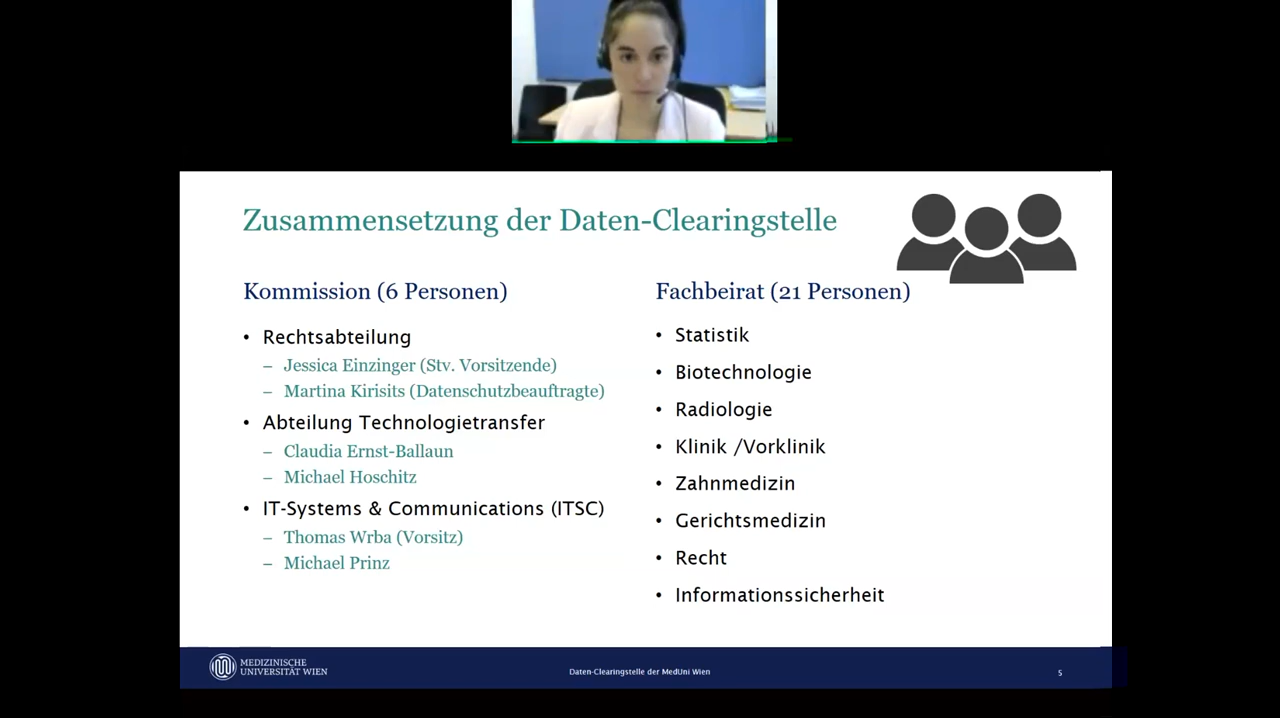 Zusammensetzung der Daten-Clearingstelle
Kommission (6 Personen)
• Rechtsabteilung
– Jessica Einzinger (Stv. Vorsitzende)
– Martina Kirisits (Datenschutzbeauftragte)
• Abteilung Technologietransfer
– Claudia Ernst-Ballaun
– Michael Hoschitz
• IT-Systems & Communications (ITSC)
– Thomas Wrba (Vorsitz)
– Michael Prinz
Fachbeirat (21 Personen)
• Statistik
• Biotechnologie
• Radiologie
• Klinik /Vorklinik
• Zahnmedizin
• Gerichtsmedizin
• Recht
• Informationssicherheit
MEDIZINISCHE
UNIVERSITÄT WIEN
Daten-Clearingstelle der MedUni Wien
5